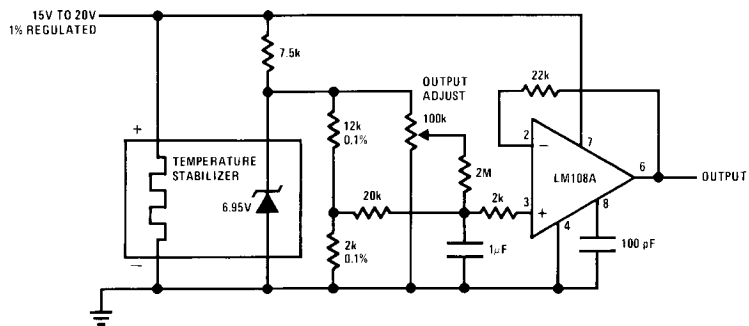 15V TO 20V
1% REGULATED
7.5k
OUTPUT
ADJUST
100k
22k
12k
0.1%
2
7
+
TEMPERATURE
STABILIZER
6.95V
2M
−
LM108A
6
OUTPUT
20k
2k
3
+
8
4
2k
0.1%
1μF
100 pF
−